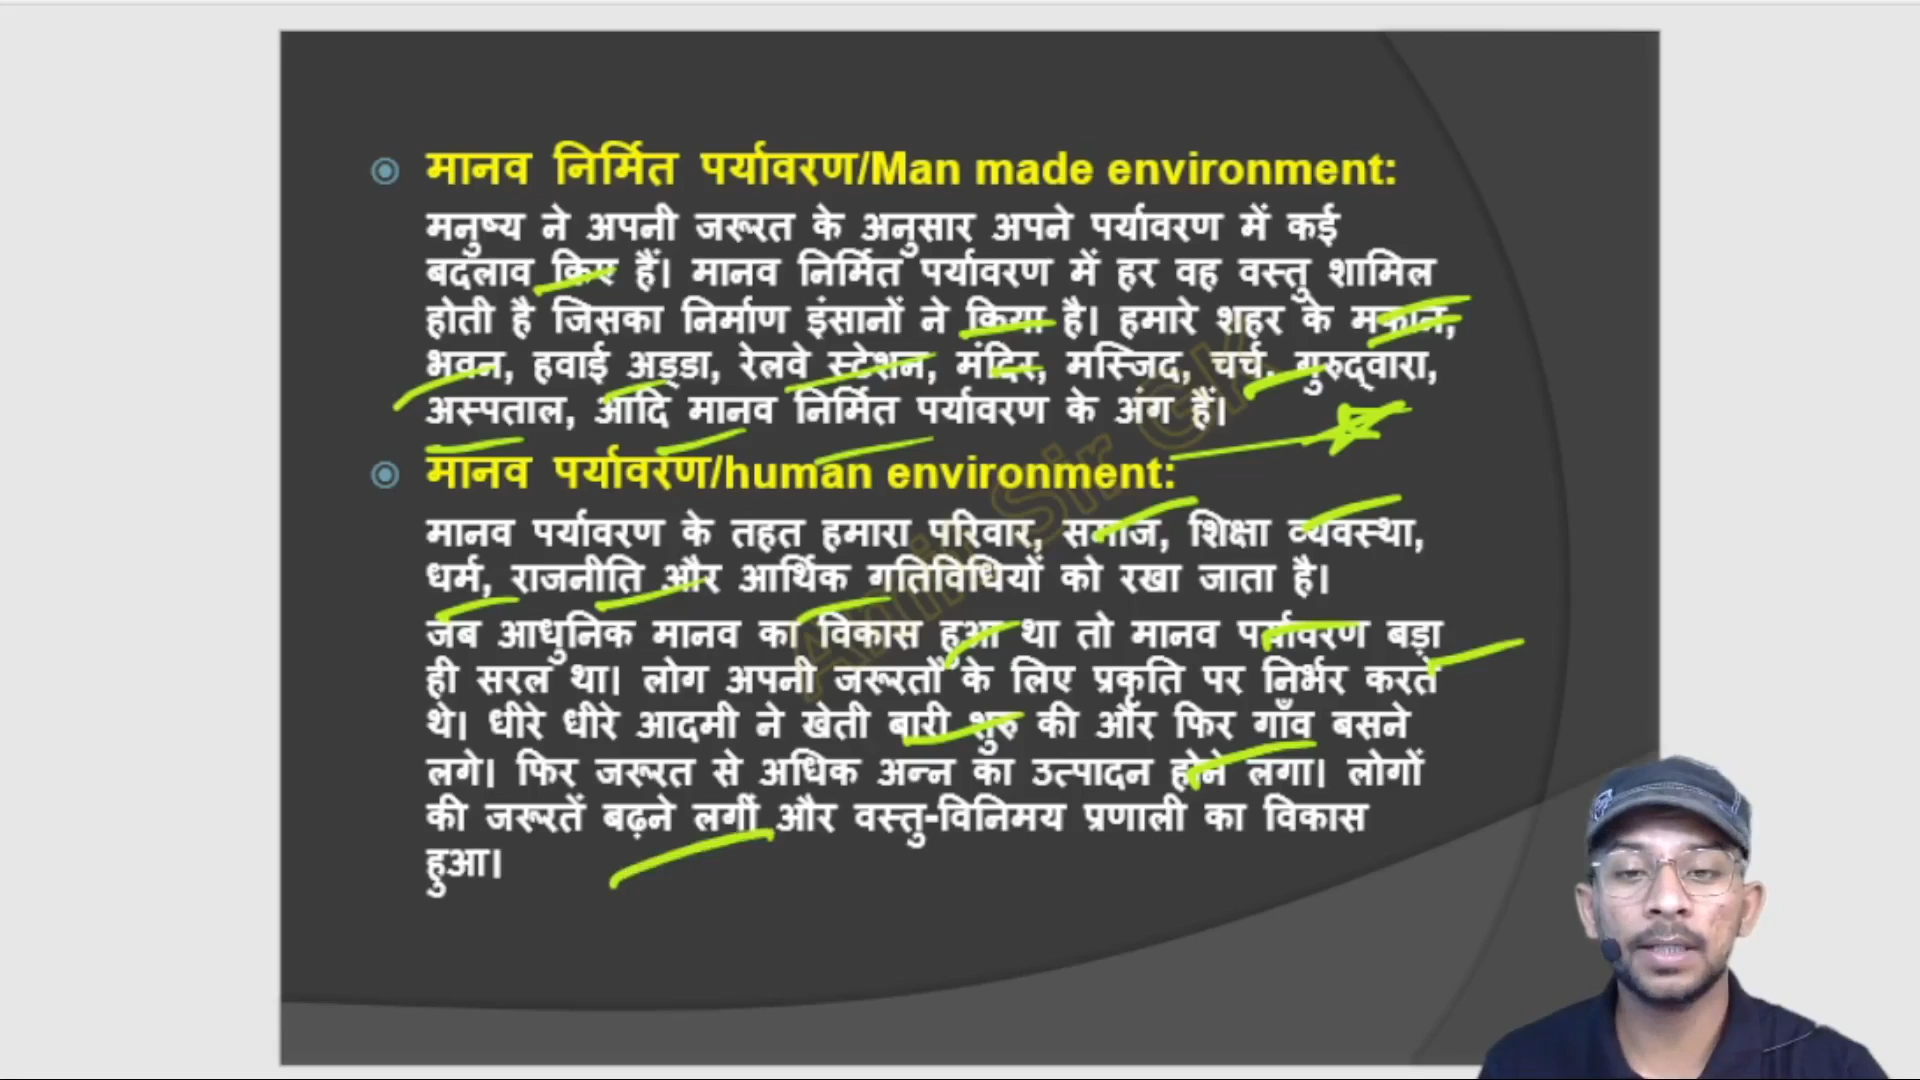 मानव निर्मित पर्यावरण/Man made environment:
मनुष्य ने अपनी जरूरत के अनुसार अपने पर्यावरण में कई
बदलाव किए हैं। मानव निर्मित पर्यावरण में हर वह वस्तु शामिल
होती है जिसका निर्माण इंसानों ने किया है। हमारे शहर के मकान,
भवन, हवाई अड्डा, रेलवे स्टेशन, मंदिर, मस्जिद, चर्च, गुरुद्वारा,
अस्पताल, आदि मानव निर्मित पर्यावरण के अंग हैं।
मानव पर्यावरण/human environment:
मानव पर्यावरण के तहत हमारा परिवार, समाज, शिक्षा व्यवस्था,
धर्म, राजनीति और आर्थिक गतिविधियों को रखा जाता है।
जब आधुनिक मानव का विकास हुआ था तो मानव पर्यावरण बड़ा
ही सरल था। लोग अपनी जरूरतों के लिए प्रकृति पर निर्भर करते
थे। धीरे धीरे आदमी ने खेती बारी शुरु की और फिर गाँव बसने
लगे। फिर जरूरत से अधिक अन्न का उत्पादन होने लगा। लोगों
की जरूरतें बढ़ने लगीं और वस्तु-विनिमय प्रणाली का विकास
हुआ।
Amir Sir GK